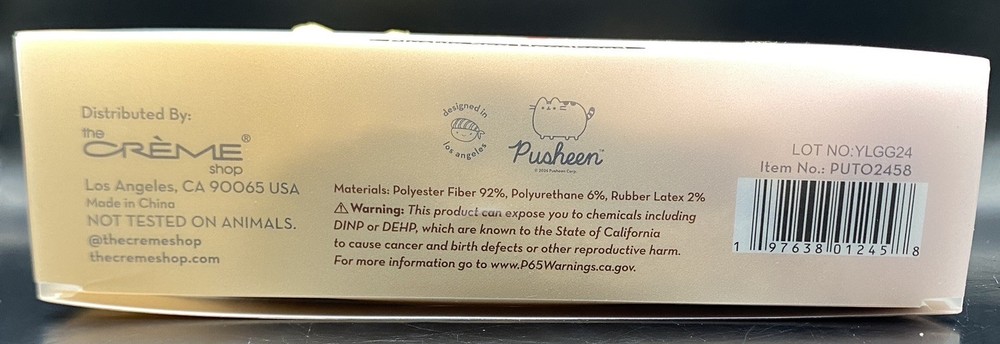 Distributed By:
the
CRÈME®
shop
Los Angeles, CA 90065 USA
Made in China
NOT TESTED ON ANIMALS.
@thecremeshop
thecremeshop.com
designed in
los angeles
Pusheen™
© 2024 Pusheen Corp.
Materials: Polyester Fiber 92%, Polyurethane 6%, Rubber Latex 2%
⚠Warning: This product can expose you to chemicals including
DINP or DEHP, which are known to the State of California
to cause cancer and birth defects or other reproductive harm.
For more information go to www.P65Warnings.ca.gov.
LOT NO:YLGG24
Item No.: PUTO2458
1 97638 01245 8